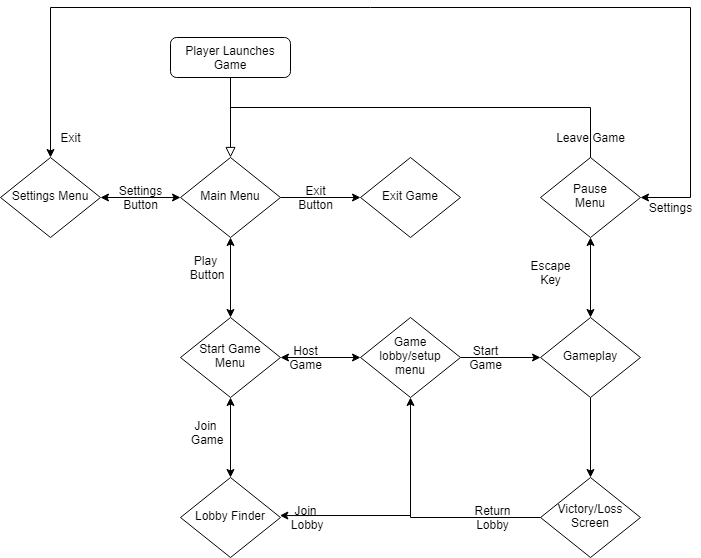 Player Launches
Game
Exit
Leave Game
Settings Menu
Settings
Button
Main Menu
Exit
Button
Exit Game
Pause
Menu
Settings
Play
Button
Escape
Key
Start Game
Menu
Host
Game
Game
lobby/setup
menu
Start
Game
Gameplay
Join
Game
Lobby Finder
Join
Lobby
Return
Lobby
Victory/Loss
Screen